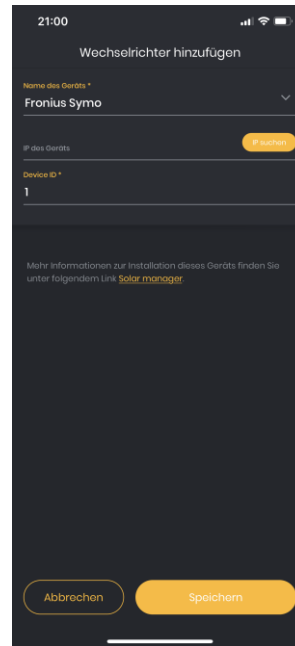 21:00
Wechselrichter hinzufügen
Name des Geräts *
Fronius Symo
IP des Geräts
IP suchen
Device ID *
1
Mehr Informationen zur Installation dieses Geräts finden Sie
unter folgendem Link Solar manager.
Abbrechen
Speichern